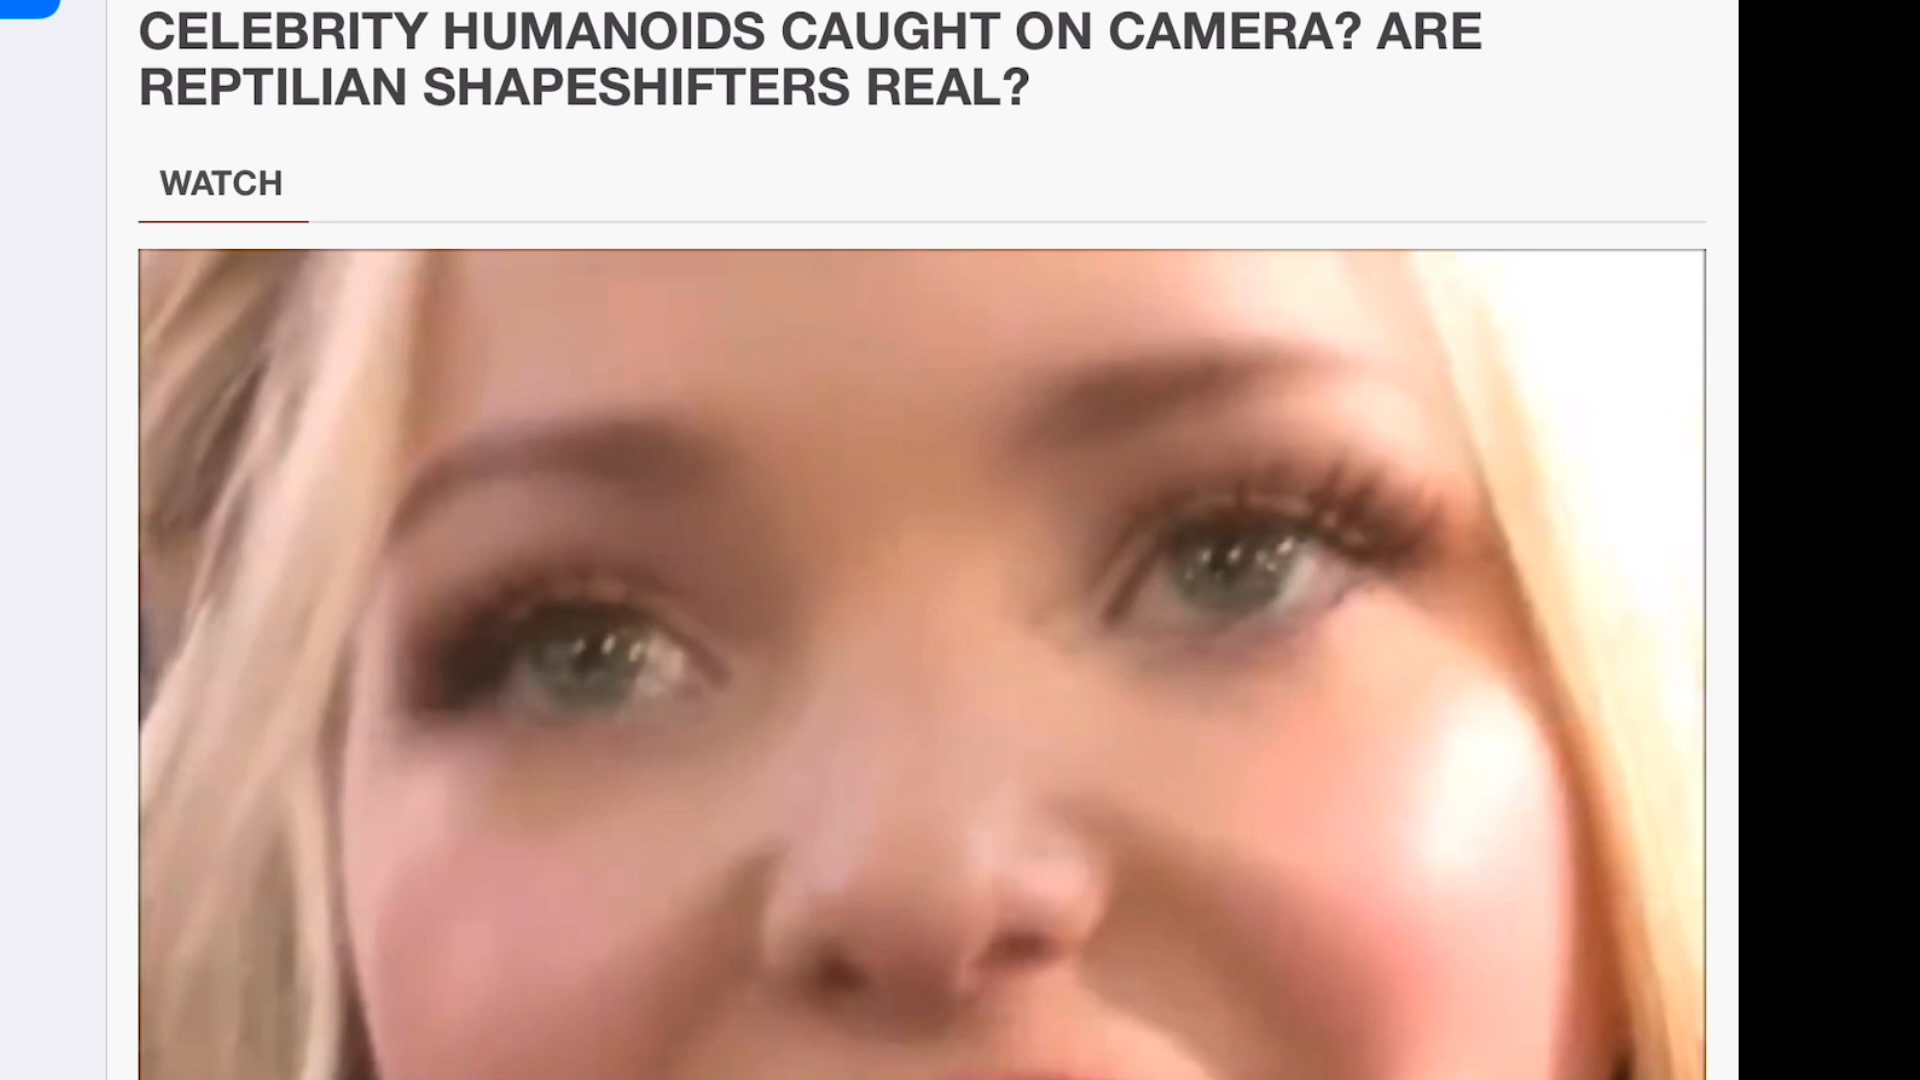 CELEBRITY HUMANOIDS CAUGHT ON CAMERA? ARE
REPTILIAN SHAPESHIFTERS REAL?
WATCH